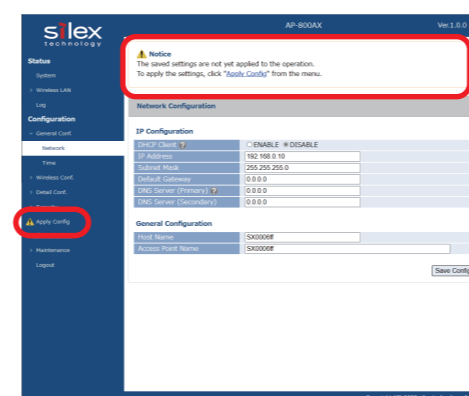 silex
technology
AP-800AX
Ver.1.0.0
Status
System
Wireless LAN
Log
Configuration
General Conf.
Network
Time
Wireless Conf.
Detail Conf.
Apply Config
Maintenance
Logout
Notice
The saved settings are not yet applied to the operation.
To apply the settings, click "Apply Config" from the menu.
Network Configuration
IP Configuration
DHCP Client ? ENABLE DISABLE
IP Address 192.168.0.10
Subnet Mask 255.255.255.0
Default Gateway 0.0.0.0
DNS Server (Primary) ? 0.0.0.0
DNS Server (Secondary) 0.0.0.0
General Configuration
Host Name SX0006ff
Access Point Name SX0006ff
Save Config